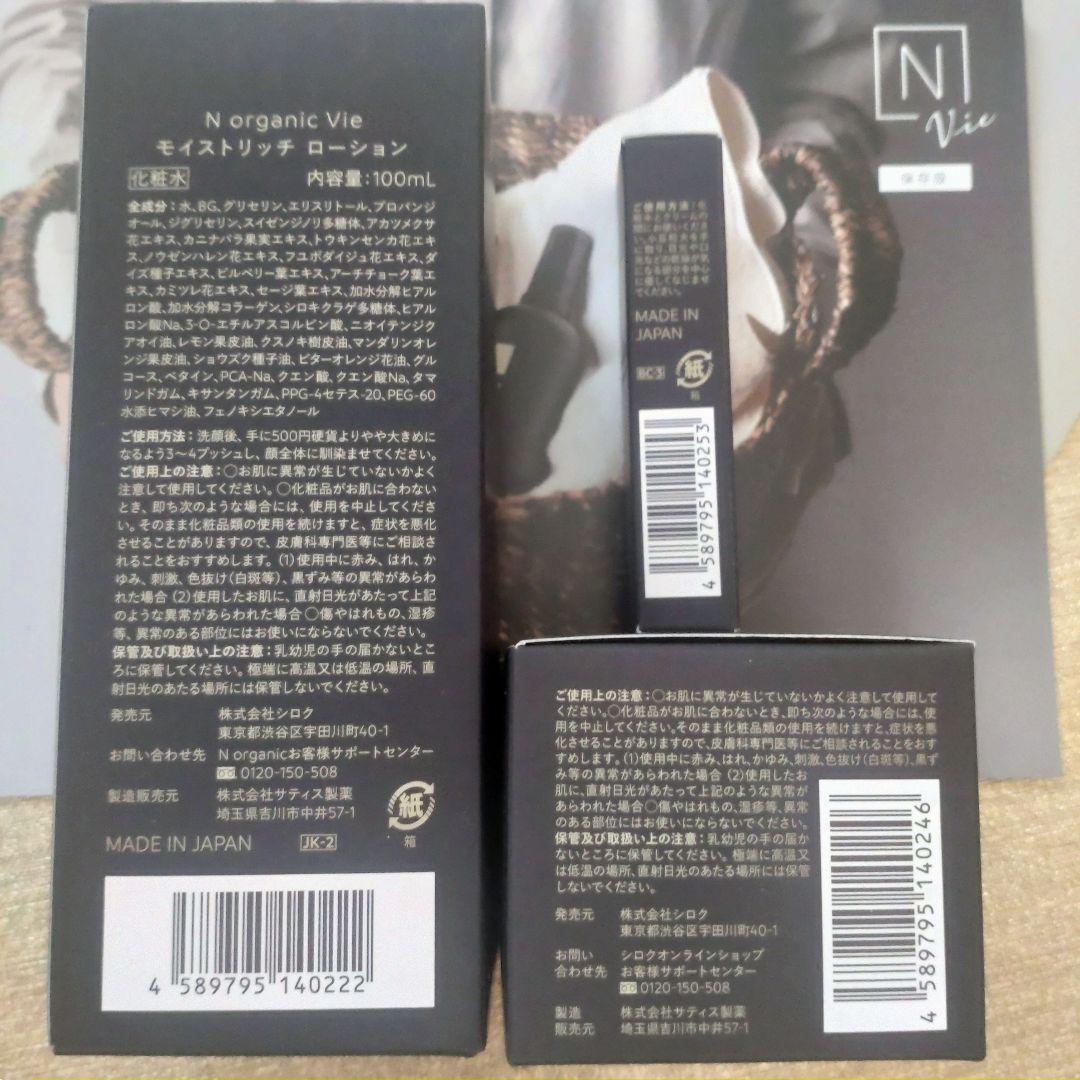 N organic Vie
モイストリッチ ローション
化粧水 内容量:100mL
全成分:水、BG、グリセリン、エリスリトール、プロパンジ
オール、ジグリセリン、スイゼンジノリ多糖体、アカツメクサ
花エキス、カニナバラ果実エキス、トウキンセンカ花エキ
ス、ノウゼンハレン花エキス、フユボダイジュ花エキス、ダ
イズ種子エキス、ビルベリー葉エキス、アーチチョーク葉エ
キス、カミツレ花エキス、セージ葉エキス、加水分解ヒアル
ロン酸、加水分解コラーゲン、シロキクラゲ多糖体、ヒアル
ロン酸Na、3-O-エチルアスコルビン酸、ニオイテンジク
アオイ油、レモン果皮油、クスノキ樹皮油、マンダリンオレ
ンジ果皮油、ショウズク種子油、ビターオレンジ花油、グル
コース、ベタイン、PCA-Na、クエン酸、クエン酸Na、タマ
リンドガム、キサンタンガム、PPG-4セテス-20、PEG-60
水添ヒマシ油、フェノキシエタノール
ご使用方法:洗顔後、手に500円硬貨よりやや大きめに
なるよう3〜4プッシュし、顔全体に馴染ませてください。
ご使用上の注意:○お肌に異常が生じていないかよく
注意して使用してください。○化粧品がお肌に合わない
とき、即ち次のような場合には、使用を中止してくださ
い。そのまま化粧品類の使用を続けますと、症状を悪化
させることがありますので、皮膚科専門医等にご相談さ
れることをおすすめします。(1)使用中に赤み、はれ、か
ゆみ、刺激、色抜け(白斑等)、黒ずみ等の異常があらわ
れた場合 (2)使用したお肌に、直射日光があたって上記
のような異常があらわれた場合 ○傷やはれもの、湿疹
等、異常のある部位にはお使いにならないでください。
保管及び取扱い上の注意:乳幼児の手の届かないとこ
ろに保管してください。極端に高温又は低温の場所、直
射日光のあたる場所には保管しないでください。
発売元 株式会社シロク
東京都渋谷区宇田川町40-1
お問い合わせ先 N organicお客様サポートセンター
0120-150-508
製造販売元 株式会社サティス製薬
埼玉県吉川市中井57-1
紙
箱
MADE IN JAPAN JK-2
4 589795 140222
N
Vie
保存版
ご使用方法:化
粧水とクリームの
間にお使いくださ
い。
MADE IN
JAPAN
BC-3
紙
箱
4 589795 140253
ご使用上の注意:○お肌に異常が生じていないかよく注意して使用して
ください。○化粧品がお肌に合わないとき、即ち次のような場合には、使
用を中止してください。そのまま化粧品類の使用を続けますと、症状を悪
化させることがありますので、皮膚科専門医等にご相談されることをおす
すめします。(1)使用中に赤み、はれ、かゆみ、刺激、色抜け(白斑等)、黒ず
み等の異常があらわれた場合 (2)使用したお
肌に、直射日光があたって上記のような異常が
あらわれた場合○傷やはれもの、湿疹等、異常
のある部位にはお使いにならないでください。
保管及び取扱い上の注意:乳幼児の手の届か
ないところに保管してください。極端に高温又
は低温の場所、直射日光のあたる場所には保管
しないでください。
発売元 株式会社シロク
東京都渋谷区宇田川町40-1
お問い シロクオンラインショップ
合わせ先 お客様サポートセンター
0120-150-508
製造 株式会社サティス製薬
販売元 埼玉県吉川市中井57-1
4 589795 140246